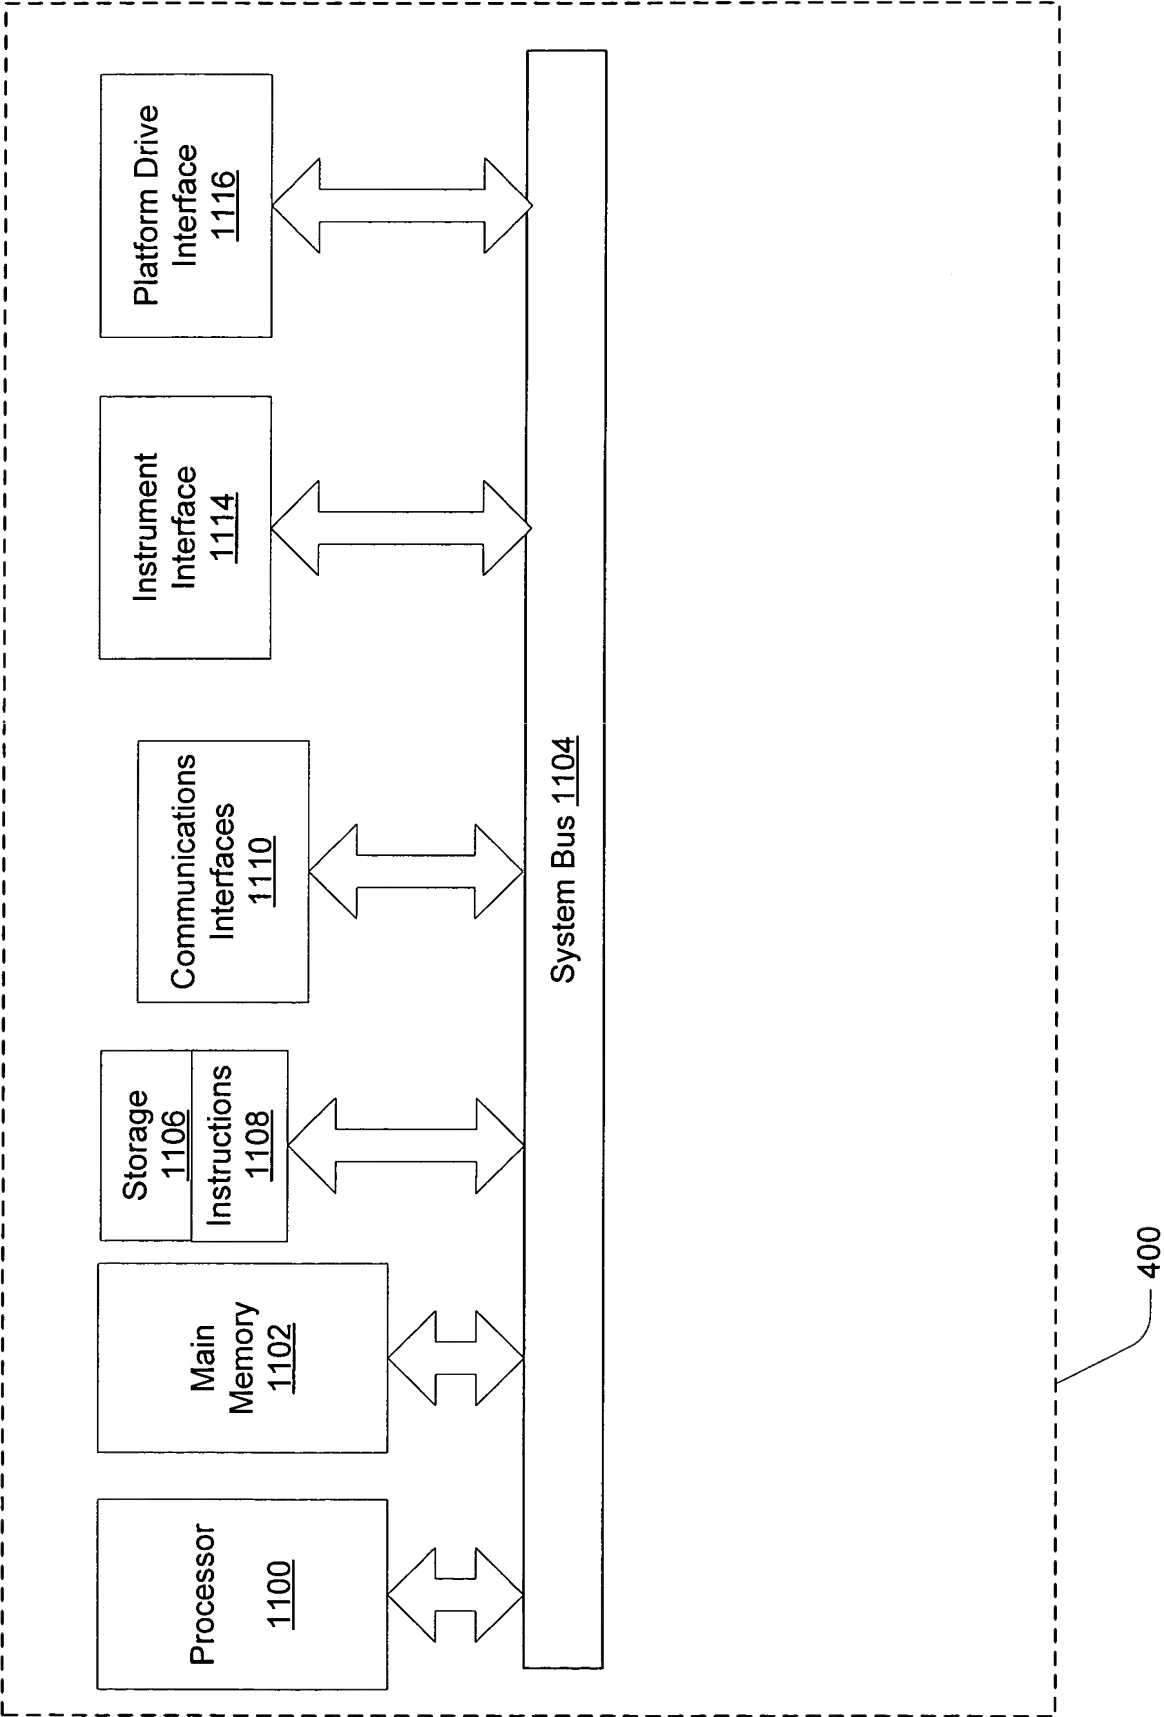 Processor
1100
Main
Memory
1102
Storage
1106
Instructions
1108
Communications
Interfaces
1110
Instrument
Interface
1114
Platform Drive
Interface
1116
System Bus 1104
400